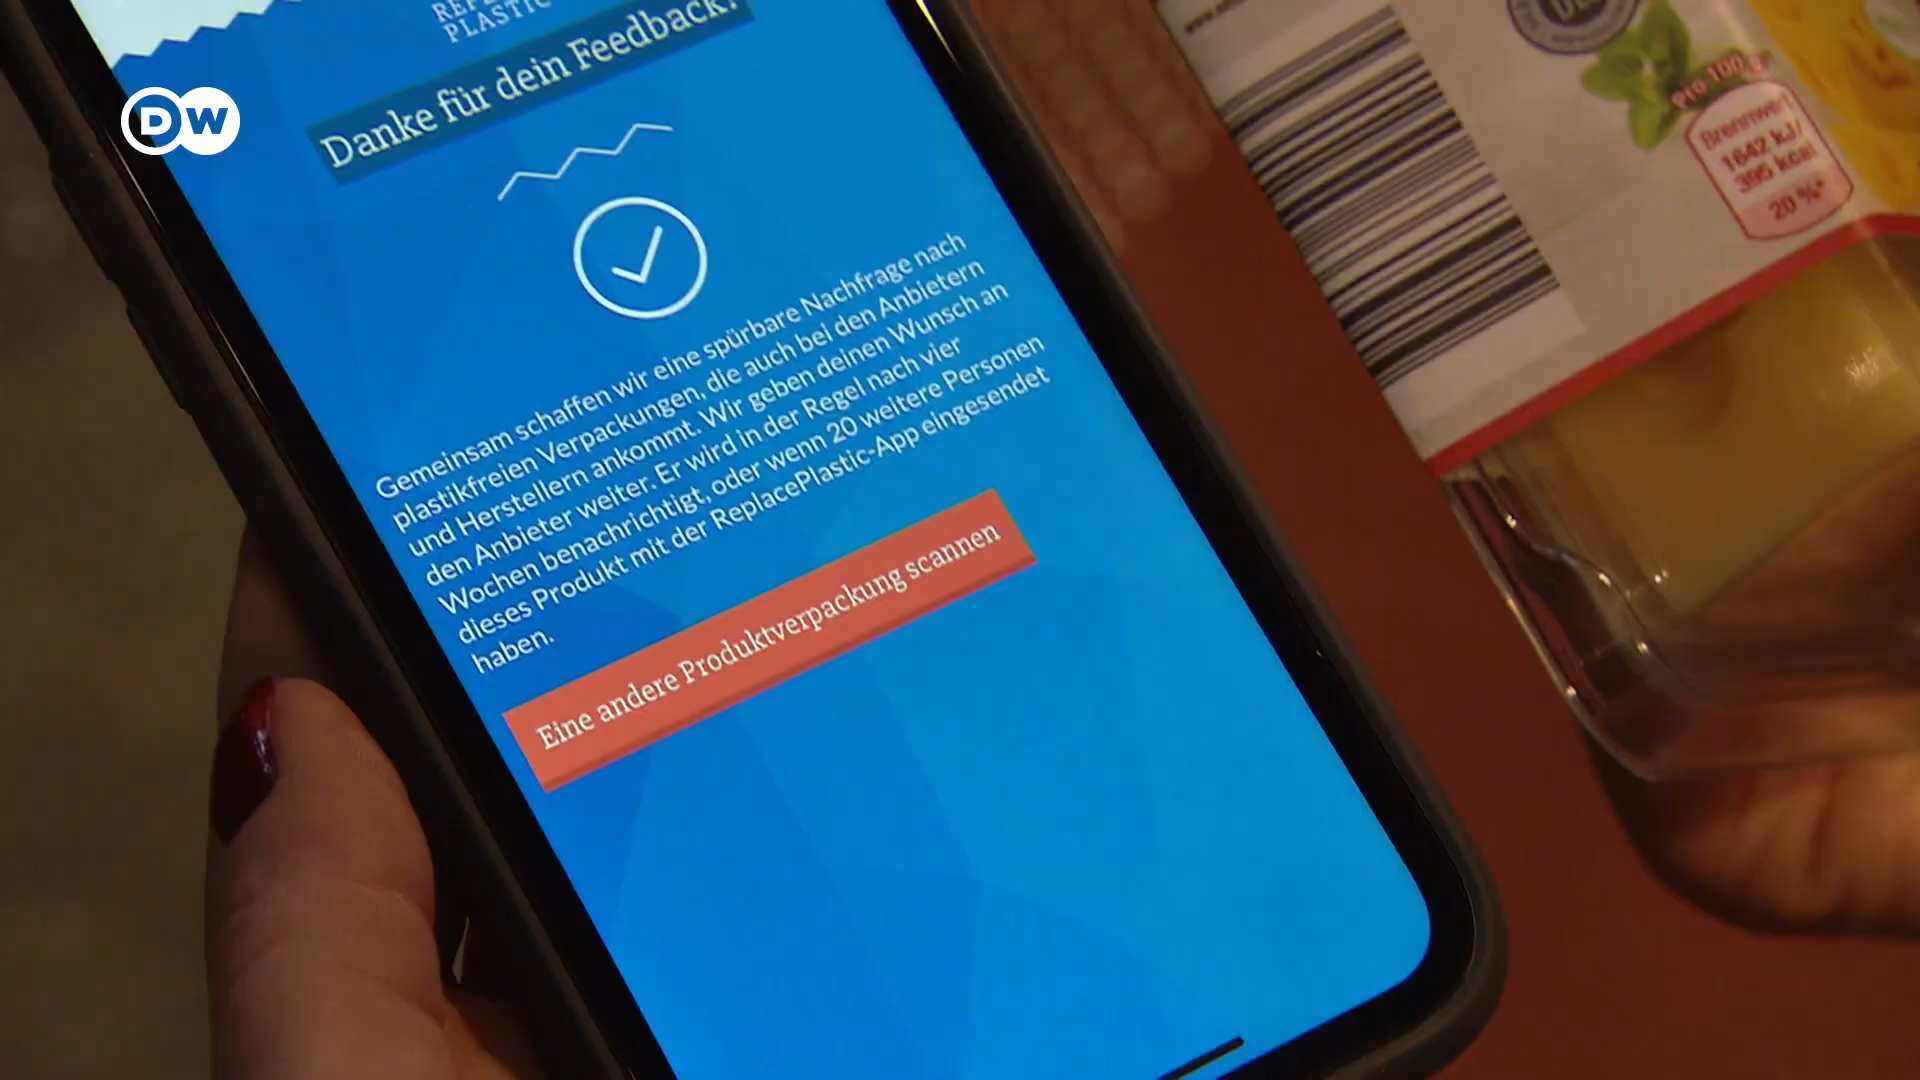 DW
PLASTIC
Danke für dein Feedback!
Gemeinsam schaffen wir eine spürbare Nachfrage nach
plastikfreien Verpackungen, die auch bei den Anbietern
und Herstellern ankommt. Wir geben deinen Wunsch an
den Anbieter weiter. Er wird in der Regel nach vier
Wochen benachrichtigt, oder wenn 20 weitere Personen
dieses Produkt mit der ReplacePlastic-App eingesendet
haben.
Eine andere Produktverpackung scannen
Pro 100 g
Brennwert
1642 kJ/
395 kcal
20 %*